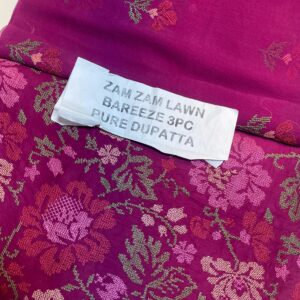 ZAM ZAM LAWN
BAREEZE 3PC
PURE DUPATTA